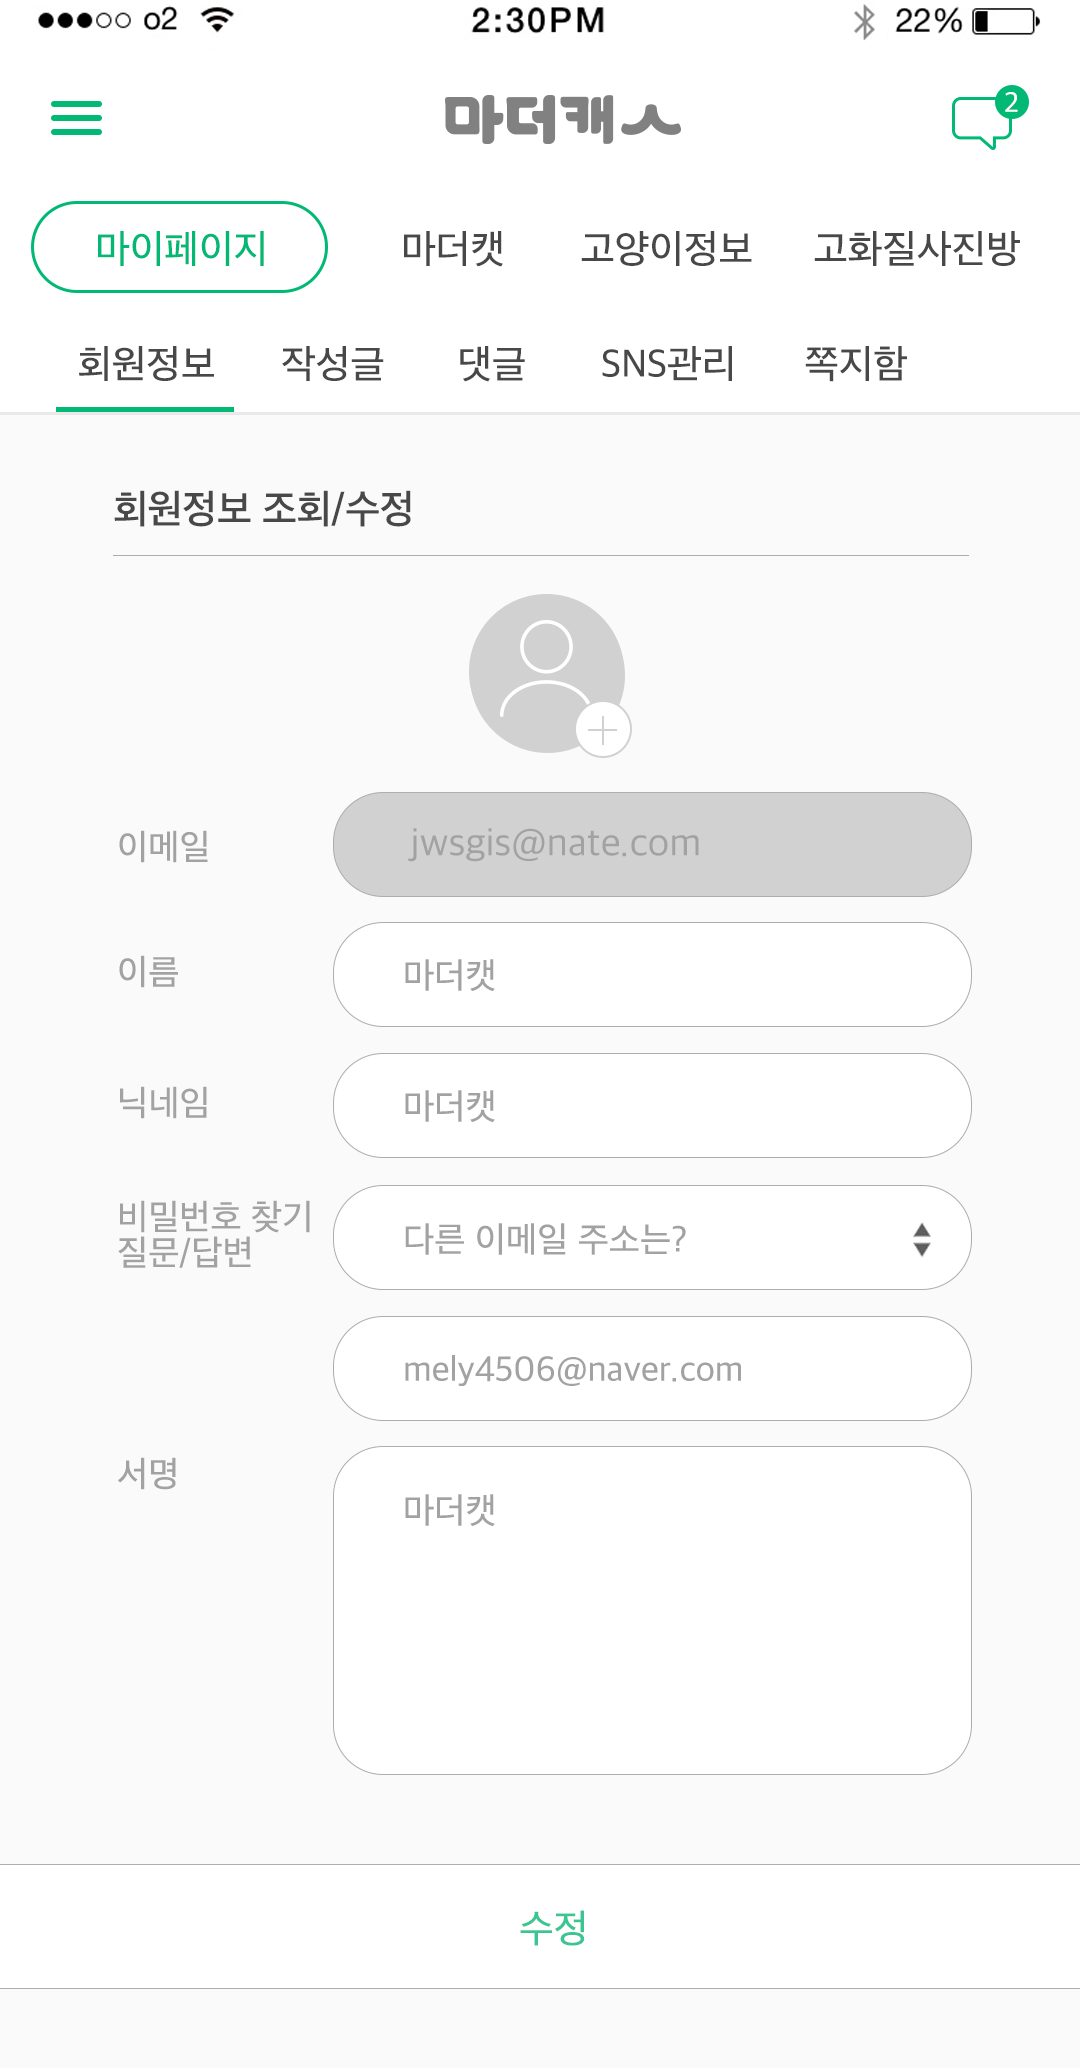 o2 2:30PM 22%
마더캐ㅅ 2
마이페이지 마더캣 고양이정보 고화질사진방
회원정보 작성글 댓글 SNS관리 쪽지함
회원정보 조회/수정
이메일 jwsgis@nate.com
이름 마더캣
닉네임 마더캣
비밀번호 찾기
질문/답변 다른 이메일 주소는?
mely4506@naver.com
서명 마더캣
수정